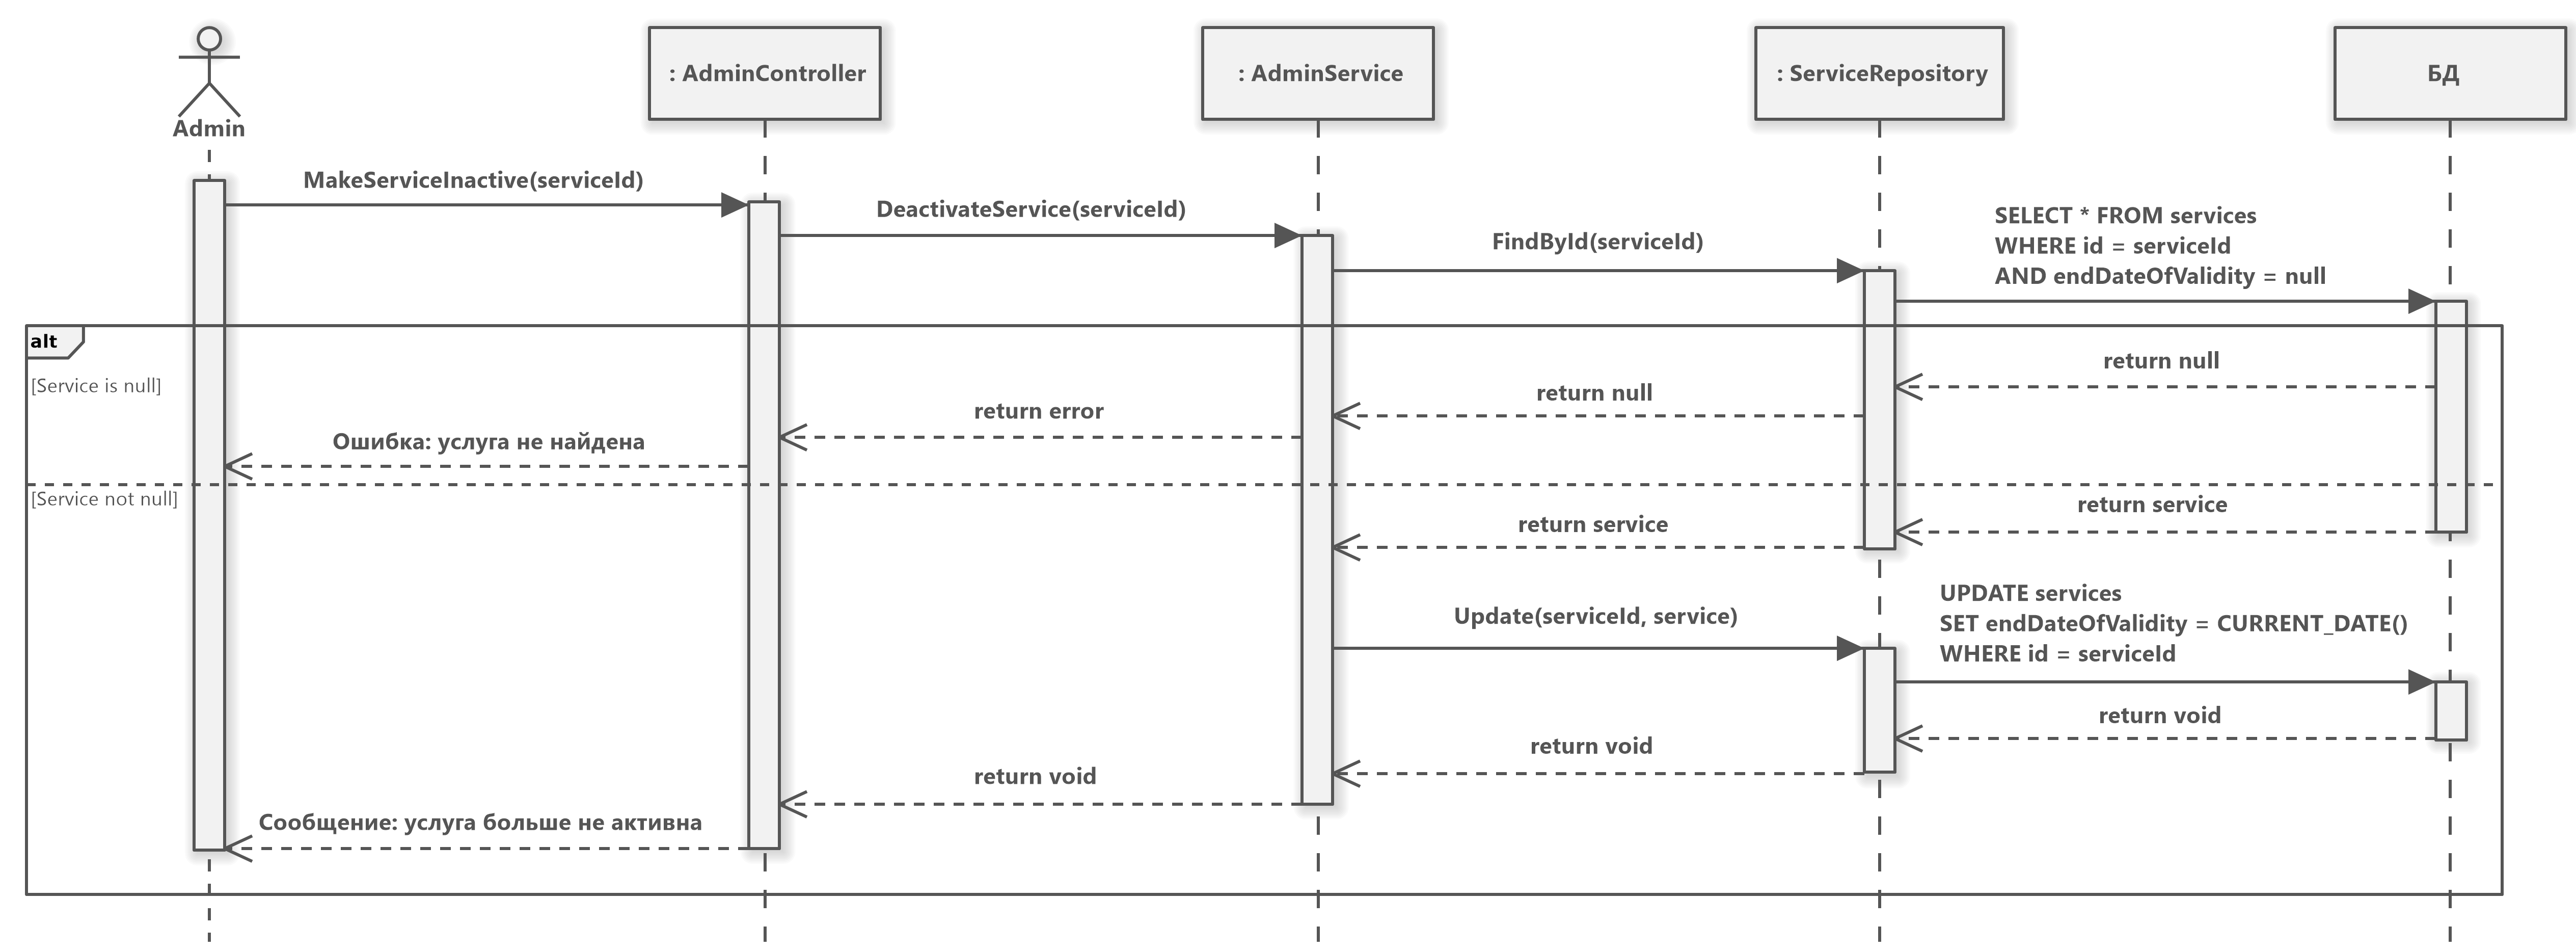 Admin
: AdminController
: AdminService
: ServiceRepository
БД
MakeServiceInactive(serviceId)
DeactivateService(serviceId)
FindById(serviceId)
SELECT * FROM services
WHERE id = serviceId
AND endDateOfValidity = null
alt
[Service is null]
return null
return null
return error
Ошибка: услуга не найдена
[Service not null]
return service
return service
Update(serviceId, service)
UPDATE services
SET endDateOfValidity = CURRENT_DATE()
WHERE id = serviceId
return void
return void
return void
Сообщение: услуга больше не активна